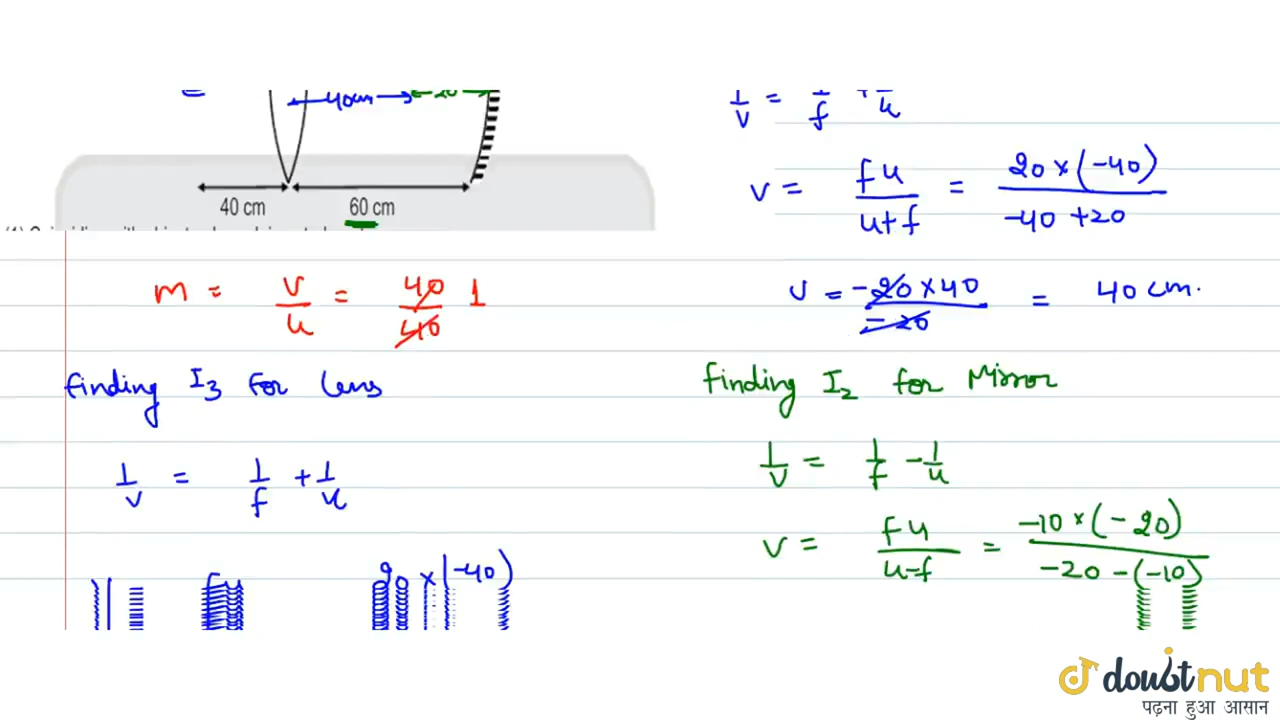 40cm 20
40 cm 60 cm
m = v/u = 40/40 1
finding I3 for Lens
1/v = 1/f + 1/u
fu 20 × (-40)
1/v = 1/f + 1/u
v = fu/(u+f) = 20 × (-40)/(-40 + 20)
v = -20 × 40/-20 = 40 cm.
finding I2 for Mirror
1/v = 1/f - 1/u
v = fu/(u-f) = -10 × (-20)/(-20 - (-10))
doubtnut
पढ़ना हुआ आसान